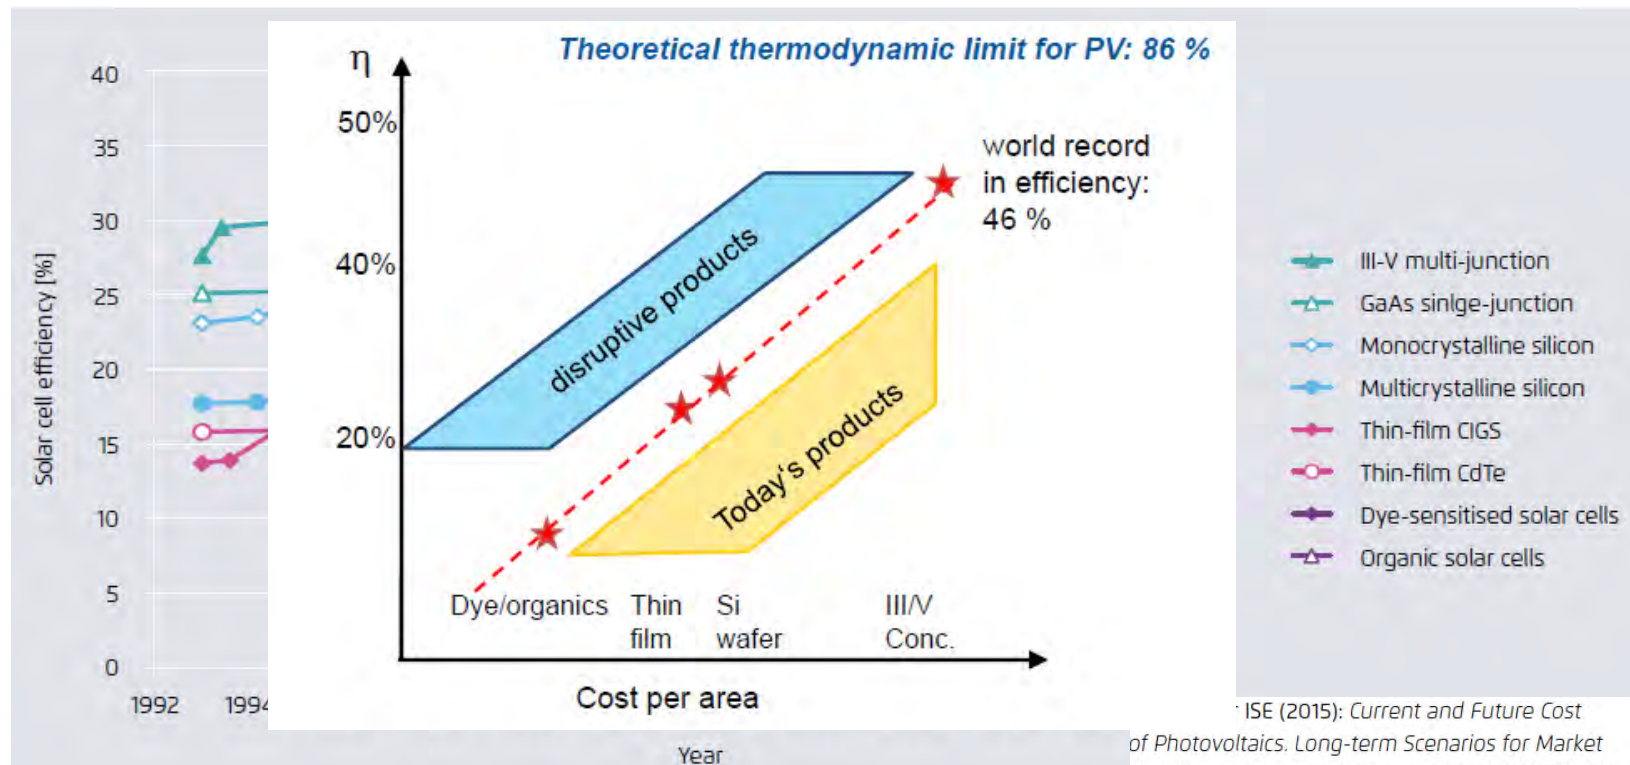 Theoretical thermodynamic limit for PV: 86 %
η
50%
40%
20%
world record
in efficiency:
46 %
disruptive products
Today's products
Dye/organics
Thin
film
Si
wafer
III/V
Conc.
Cost per area
Solar cell efficiency [%]
40
35
30
25
20
15
10
5
0
1992
1994
Year
III-V multi-junction
GaAs sinlge-junction
Monocrystalline silicon
Multicrystalline silicon
Thin-film CIGS
Thin-film CdTe
Dye-sensitised solar cells
Organic solar cells
ISE (2015): Current and Future Cost
of Photovoltaics. Long-term Scenarios for Market